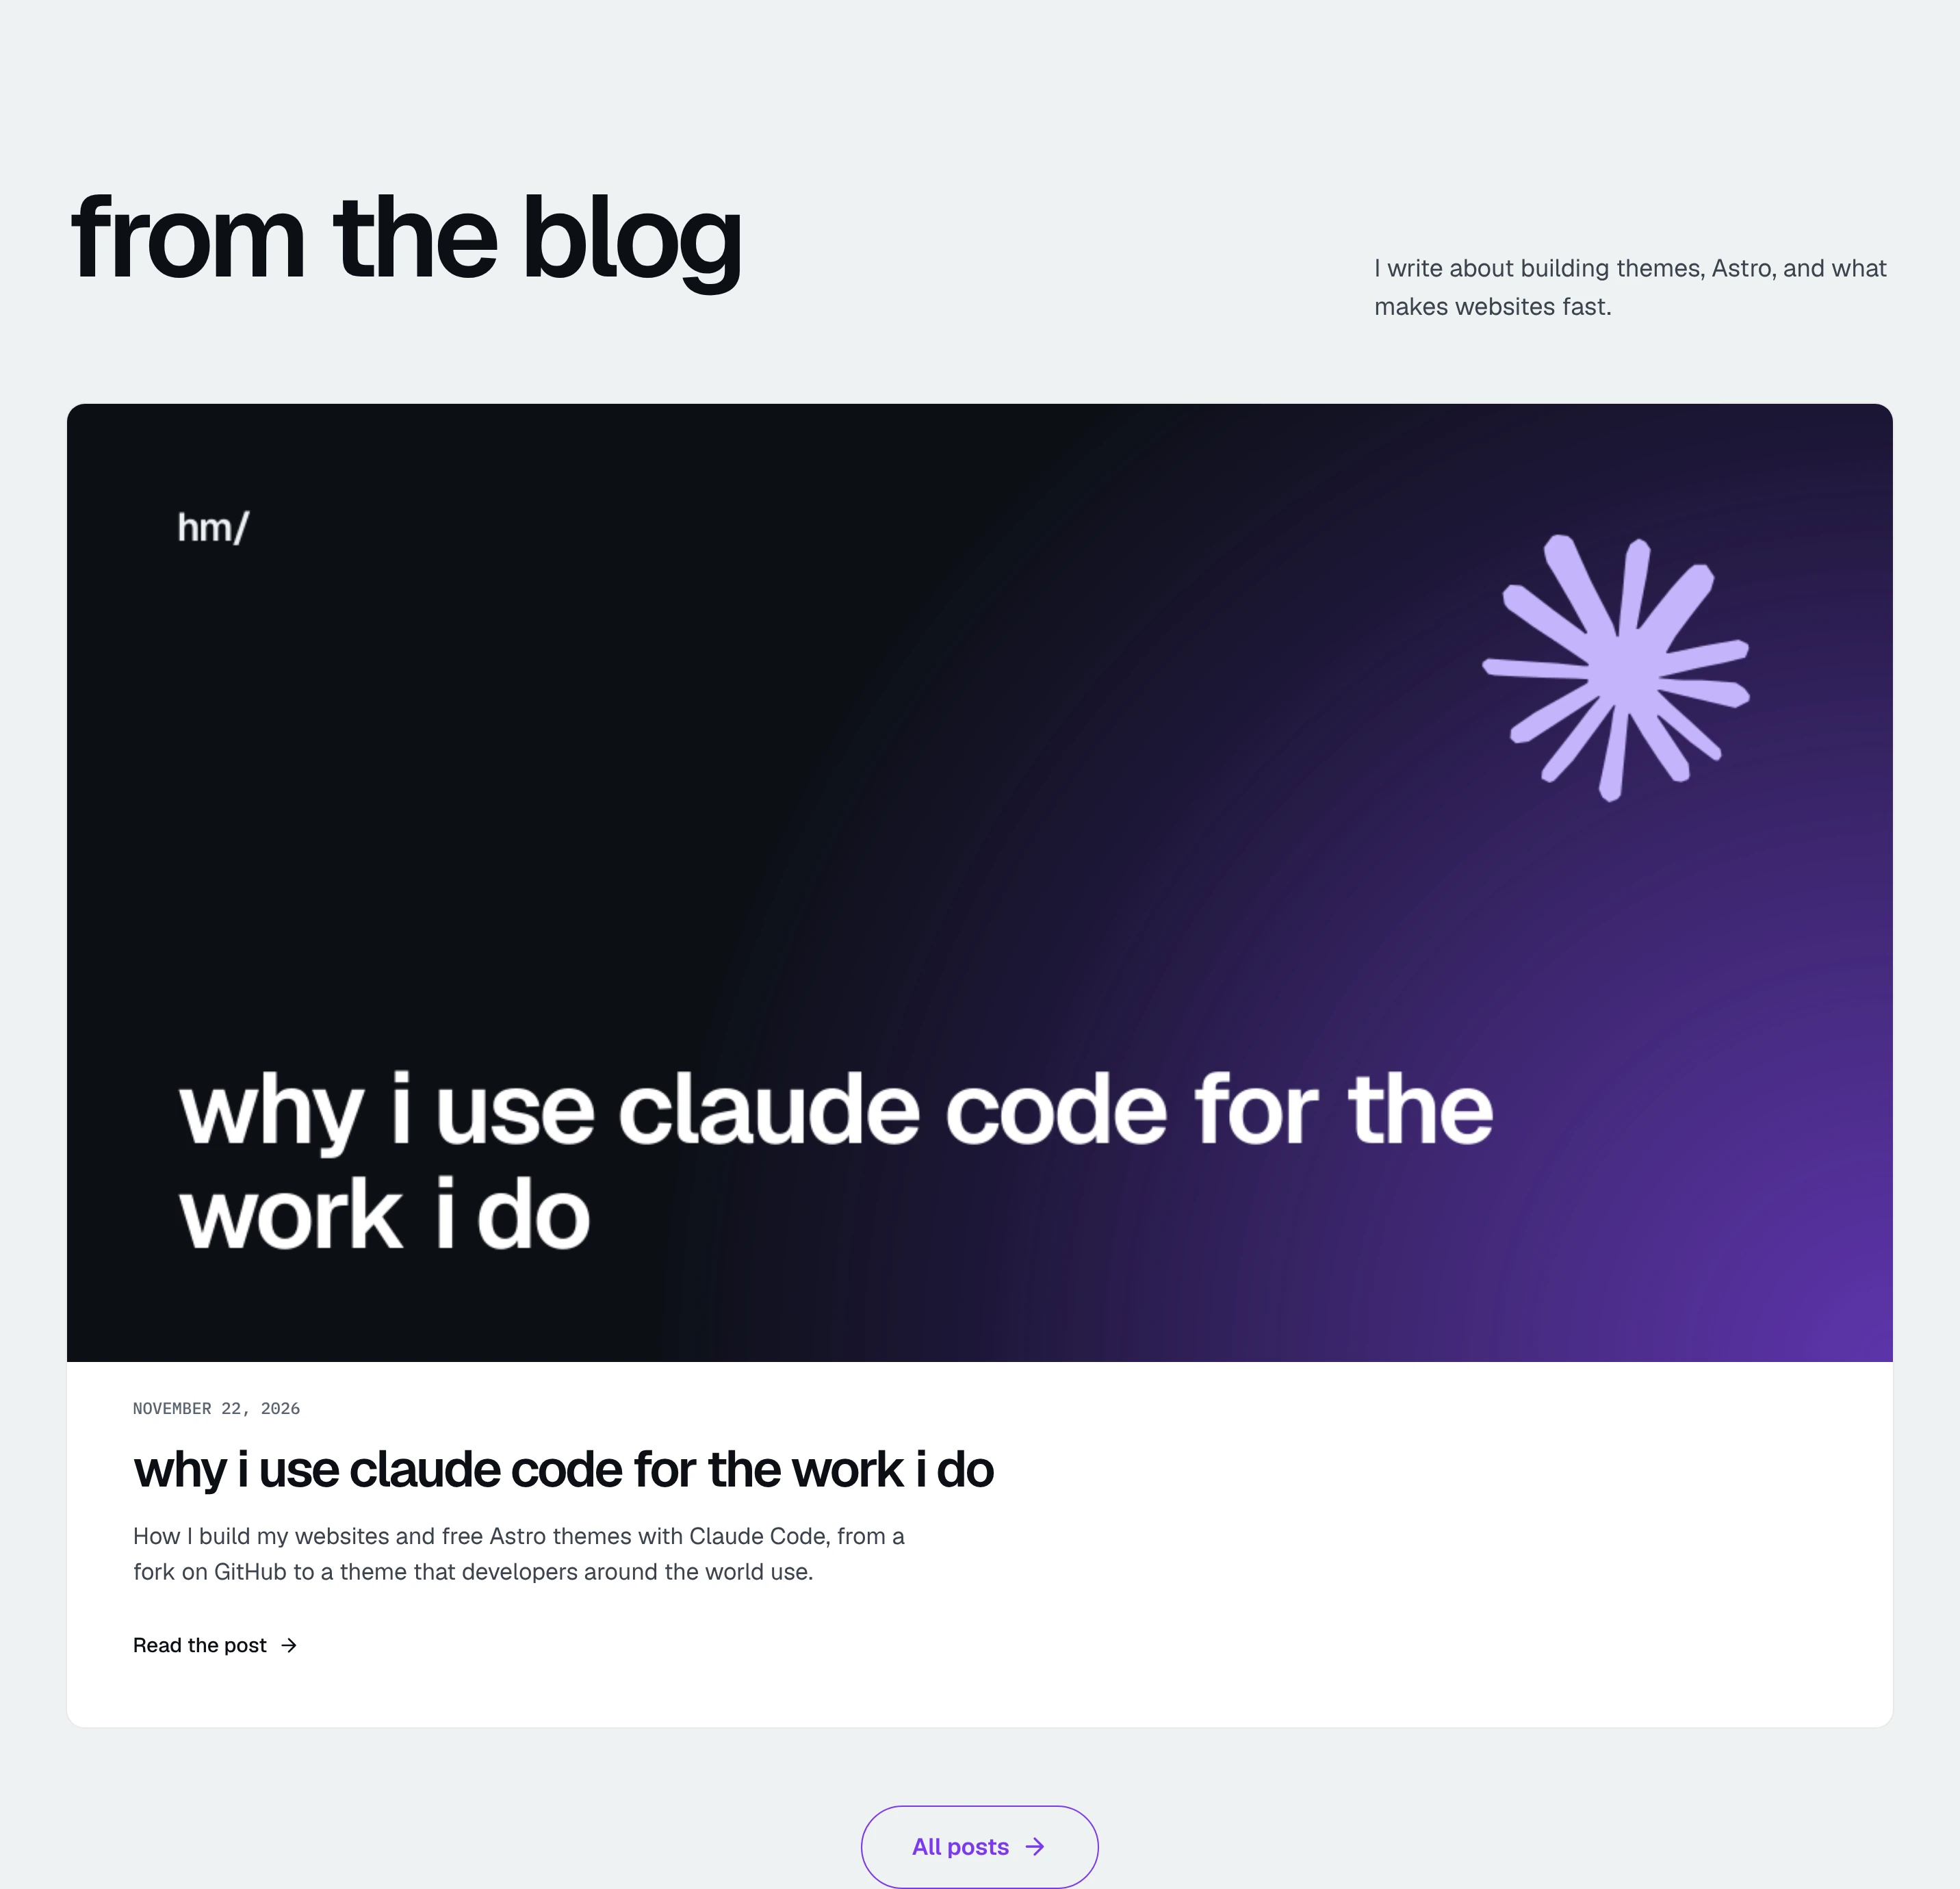 from the blog
I write about building themes, Astro, and what
makes websites fast.
hm/
why i use claude code for the
work i do
NOVEMBER 22, 2026
why i use claude code for the work i do
How I build my websites and free Astro themes with Claude Code, from a
fork on GitHub to a theme that developers around the world use.
Read the post →
All posts →